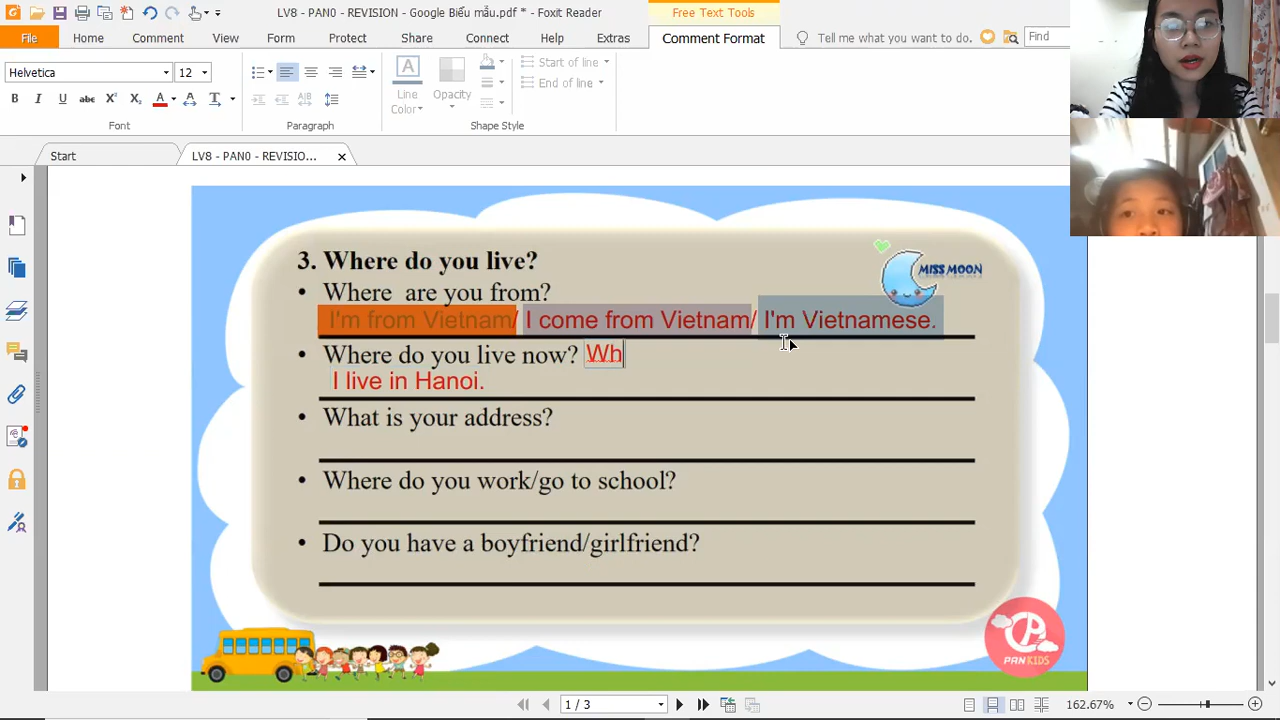 LV8 - PAN0 - REVISION - Google Biểu mẫu.pdf * - Foxit Reader
Free Text Tools
File Home Comment View Form Protect Share Connect Help Extras Comment Format Tell me what you want to do.. Find
Helvetica 12
Line Color
Opacity
Start of line
End of line
B I U abc X² X₂ A A T
Font Paragraph Shape Style
Start LV8 - PAN0 - REVISIO...
3. Where do you live?
MISS MOON
• Where are you from?
I'm from Vietnam/ I come from Vietnam/ I'm Vietnamese.
• Where do you live now? Wh
I live in Hanoi.
• What is your address?
• Where do you work/go to school?
• Do you have a boyfriend/girlfriend?
PAN KIDS
1 / 3 162.67%